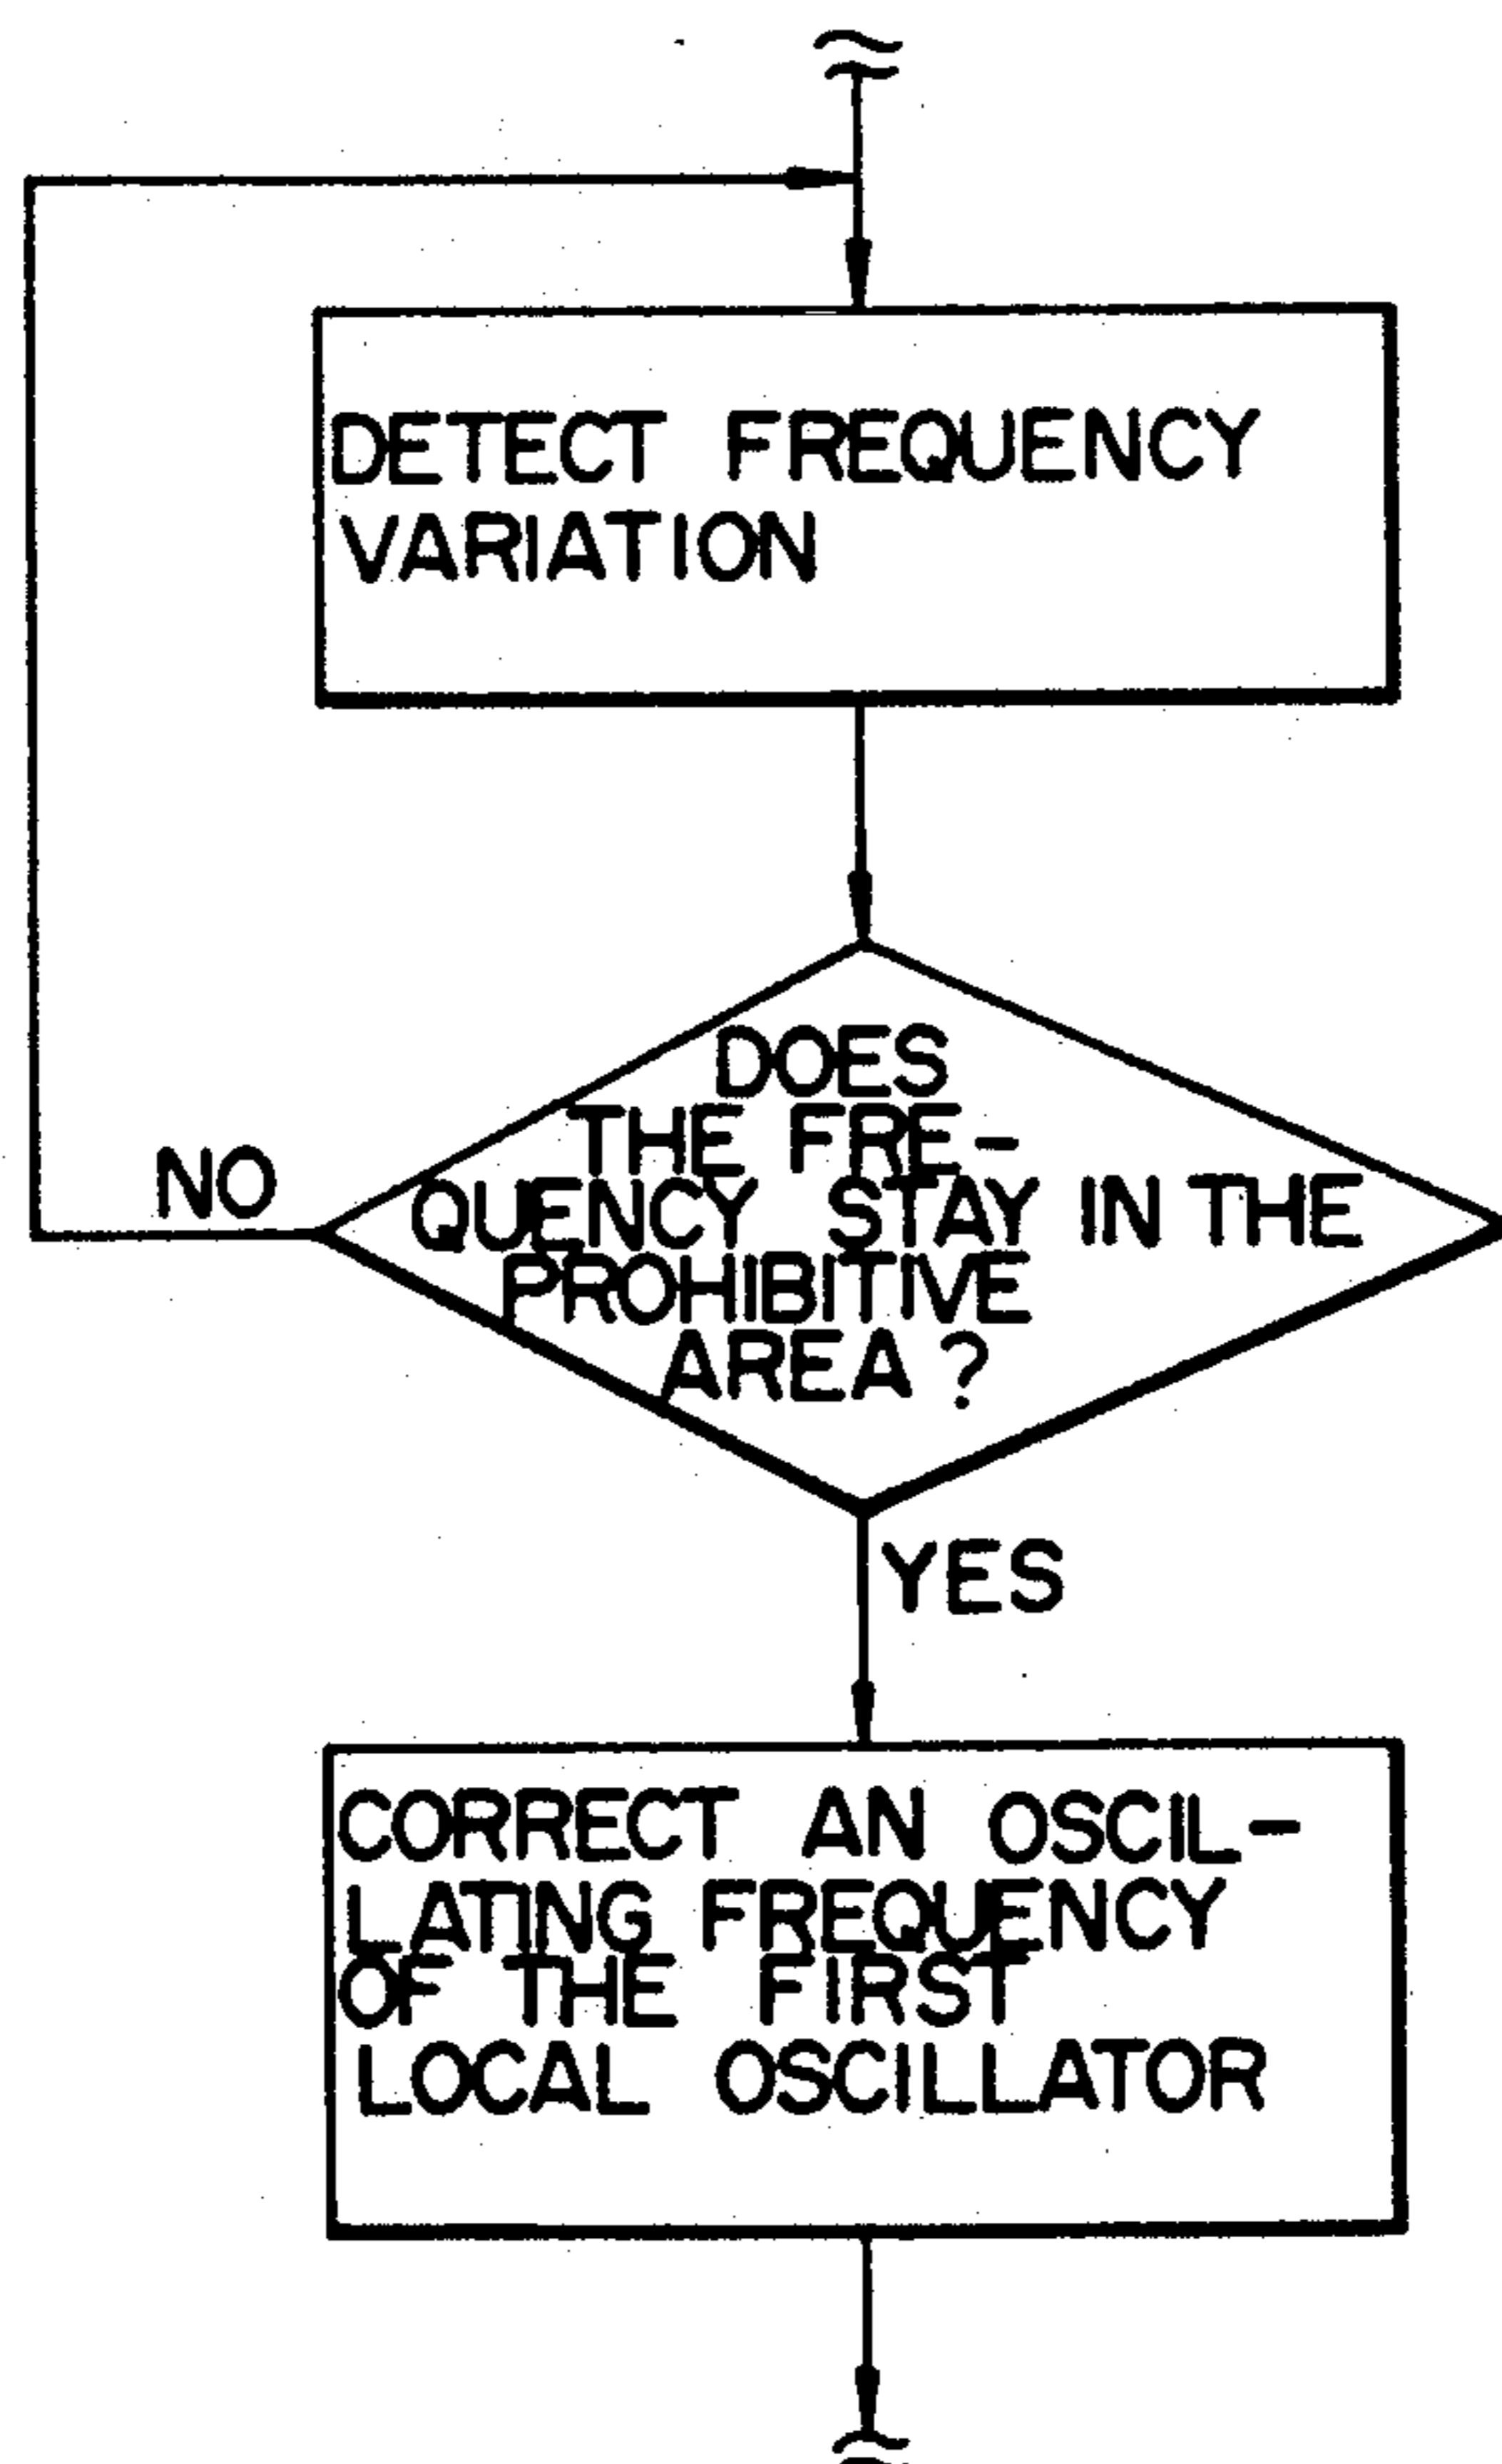 DETECT FREQUENCY
VARIATION
DOES
THE FRE-
QUENCY STAY IN THE
PROHIBITIVE
AREA?
NO
YES
CORRECT AN OSCIL-
LATING FREQUENCY
OF THE FIRST
LOCAL OSCILLATOR